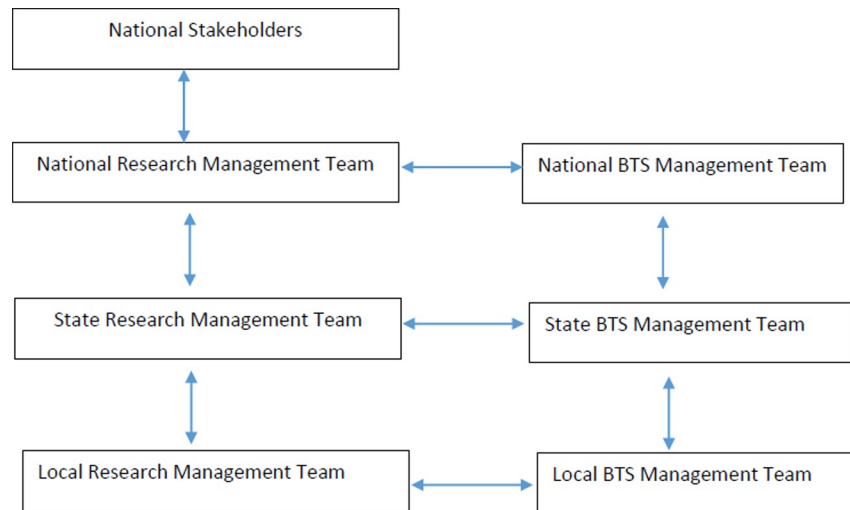 National Stakeholders
National Research Management Team
National BTS Management Team
State Research Management Team
State BTS Management Team
Local Research Management Team
Local BTS Management Team